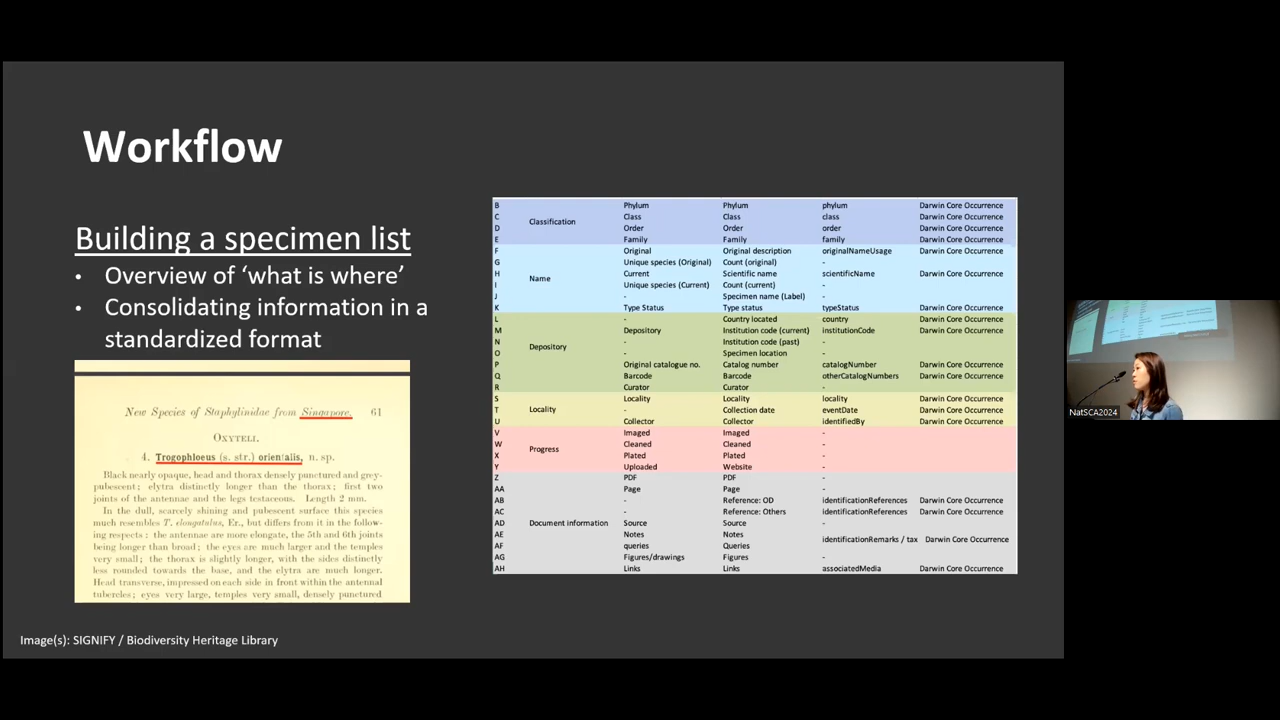 Workflow
Building a specimen list
• Overview of ‘what is where’
• Consolidating information in a
standardized format
New Species of Staphylinidae from Singapore. 61
OXYTELI.
4. Trogophloeus (s. str.) orientalis, n. sp.
Black nearly opaque, head and thorax densely punctured and grey-
pubescent; elytra distinctly longer than the thorax; first two
joints of the antennae and the legs testaceous. Length 2 mm.
In the dull, scarcely shining and pubescent surface this species
much resembles T. elongatulus, Er., but differs from it in the follow-
ing respects: the antennae are more elongate, the 5th and 6th joints
being longer than broad; the eyes are much larger and the temples
very small; the thorax is slightly longer, with the sides distinctly
less rounded towards the base, and the elytra are much longer.
Head transverse, impressed on each side in front within the antennal
tubercles; eyes very large, temples very small, densely punctured
Image(s): SIGNIFY / Biodiversity Heritage Library
B Phylum Phylum phylum Darwin Core Occurrence
C Classification Class Class class Darwin Core Occurrence
D Order Order order Darwin Core Occurrence
E Family Family family Darwin Core Occurrence
F Original Original description originalNameUsage Darwin Core Occurrence
G Unique species (Original) Count (original) -
H Name Current Scientific name scientificName Darwin Core Occurrence
I Unique species (Current) Count (current) -
J - Specimen name (Label) -
K Type Status Type status typeStatus Darwin Core Occurrence
L - Country located country Darwin Core Occurrence
M Depository Institution code (current) institutionCode Darwin Core Occurrence
N Depository - Institution code (past) -
O - Specimen location -
P Original catalogue no. Catalog number catalogNumber Darwin Core Occurrence
Q Barcode Barcode otherCatalogNumbers Darwin Core Occurrence
R Curator Curator -
S Locality Locality locality Darwin Core Occurrence
T Locality - Collection date eventDate Darwin Core Occurrence
U Collector Collector identifiedBy Darwin Core Occurrence
V Imaged Imaged -
W Progress Cleaned Cleaned -
X Plated Plated -
Y Uploaded Website -
Z PDF PDF -
AA Page Page -
AB - Reference: OD identificationReferences Darwin Core Occurrence
AC - Reference: Others identificationReferences Darwin Core Occurrence
AD Document information Source Source -
AE Notes Notes identificationRemarks / tax Darwin Core Occurrence
AF queries Queries
AG Figures/drawings Figures -
AH Links Links associatedMedia Darwin Core Occurrence
NatSCA2024